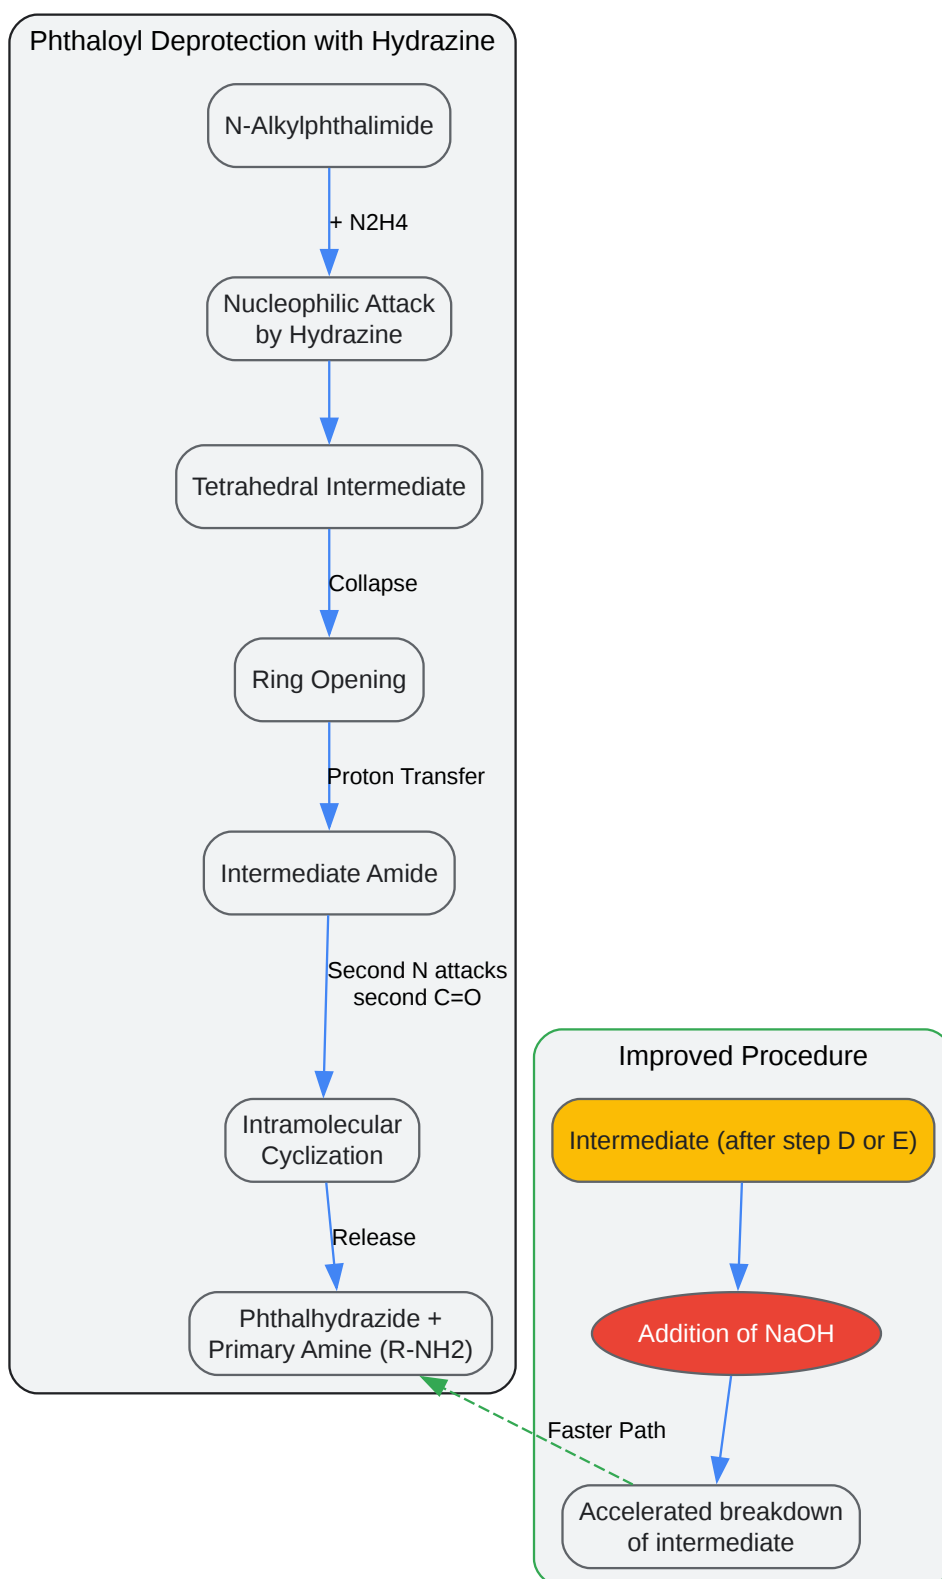 Phthaloyl Deprotection with Hydrazine
N-Alkylphthalimide
+ N2H4
Nucleophilic Attack
by Hydrazine
Tetrahedral Intermediate
Collapse
Ring Opening
Proton Transfer
Intermediate Amide
Second N attacks
second C=O
Intramolecular
Cyclization
Release
Phthalhydrazide +
Primary Amine (R-NH2)
Improved Procedure
Intermediate (after step D or E)
Addition of NaOH
Faster Path
Accelerated breakdown
of intermediate